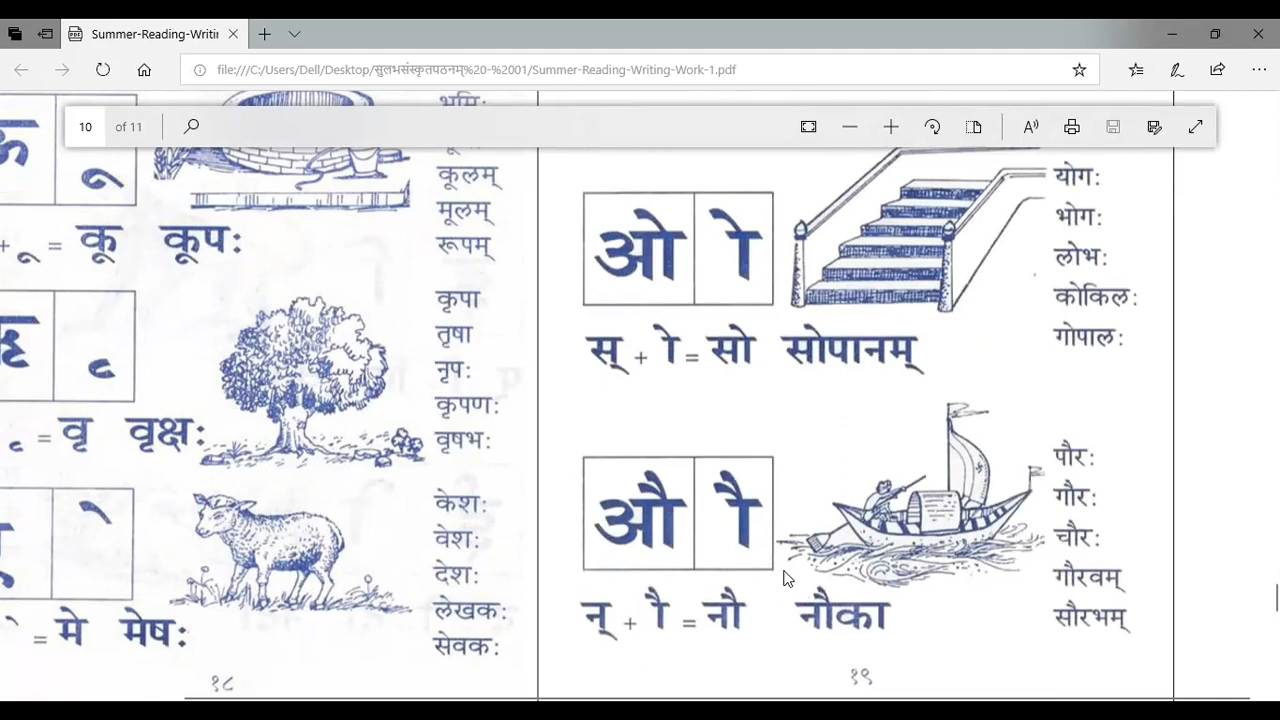 Summer-Reading-Writin
file:///C:/Users/Dell/Desktop/सुलभसंस्कृतपठनम्%20-%2001/Summer-Reading-Writing-Work-1.pdf
10 of 11
कूलम्
मूलम्
रूपम्
+ ू = कू कूपः
कृपा
तृषा
नृपः
कृपणः
वृषभः
ृ = वृ वृक्षः
केशः
वेशः
देशः
लेखकः
सेवकः
े = मे मेषः
१८
ओ ो
योगः
भोगः
लोभः
कोकिलः
गोपालः
स् + ो = सो सोपानम्
औ ौ
पौरः
गौरः
चौरः
गौरवम्
सौरभम्
न् + ौ = नौ नौका
१९